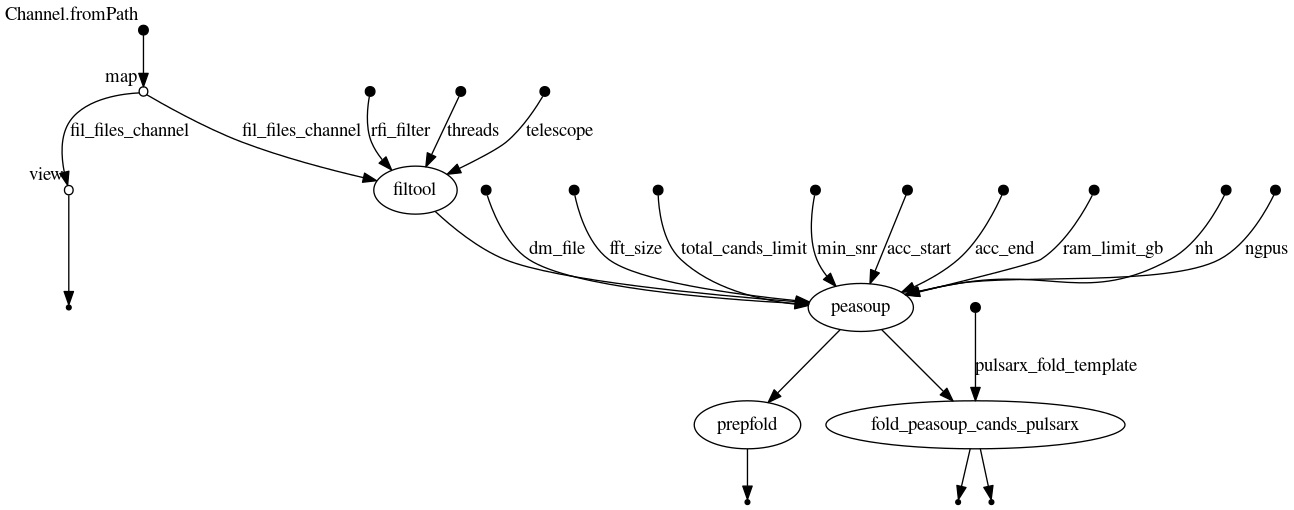 Channel.fromPath
map
fil_files_channel
fil_files_channel
rfi_filter
threads
telescope
view
filtool
dm_file
fft_size
total_cands_limit
min_snr
acc_start
acc_end
ram_limit_gb
nh
ngpus
peasoup
pulsarx_fold_template
prepfold
fold_peasoup_cands_pulsarx